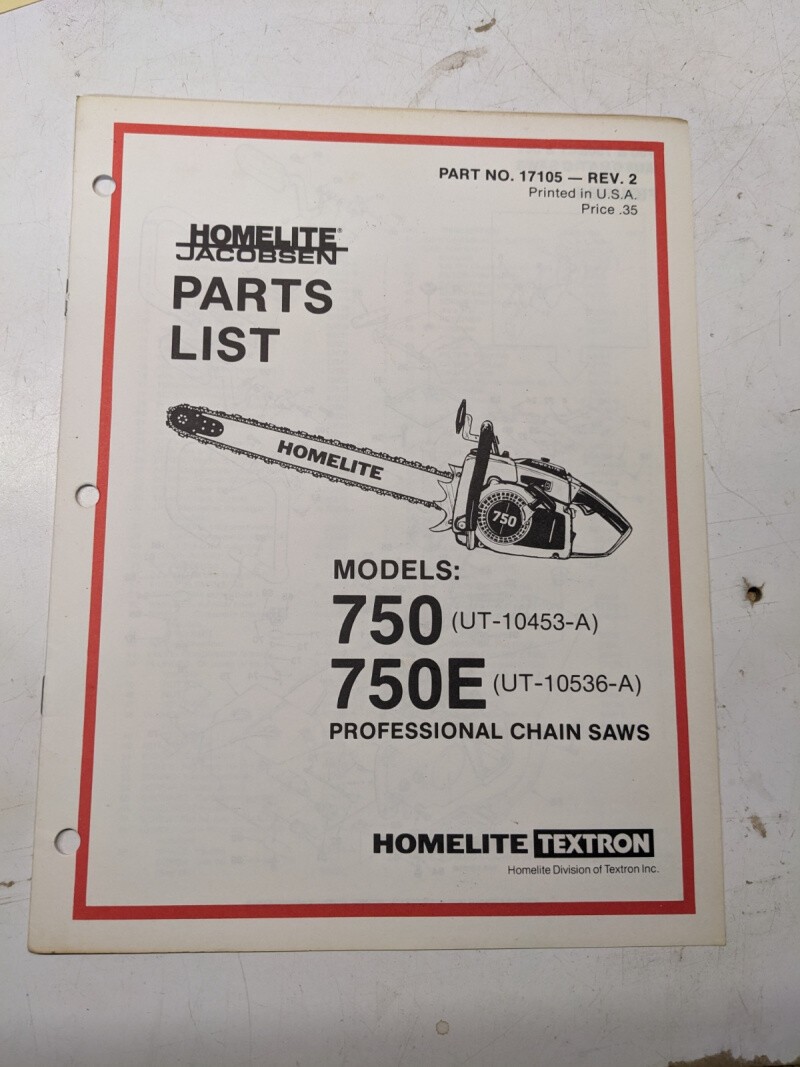 PART NO. 17105 — REV. 2
Printed in U.S.A.
Price .35
HOMELITE®
JACOBSEN
PARTS
LIST
HOMELITE
750
MODELS:
750 (UT-10453-A)
750E (UT-10536-A)
PROFESSIONAL CHAIN SAWS
HOMELITE TEXTRON
Homelite Division of Textron Inc.